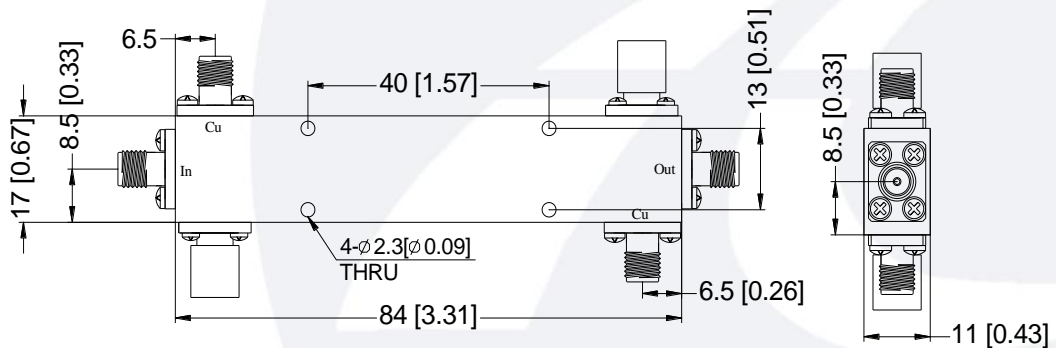 6.5
40 [1.57]
13 [0.51]
8.5 [0.33]
17 [0.67]
Cu
In
Out
Cu
4-⌀2.3[⌀0.09]
THRU
6.5 [0.26]
84 [3.31]
8.5 [0.33]
11 [0.43]